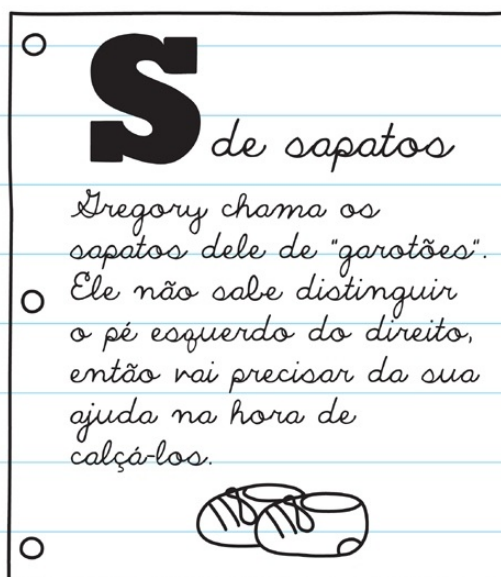 S de sapatos
Gregory chama os
sapatos dele de "garotões".
Ele não sabe distinguir
o pé esquerdo do direito,
então vai precisar da sua
ajuda na hora de
calçá-los.